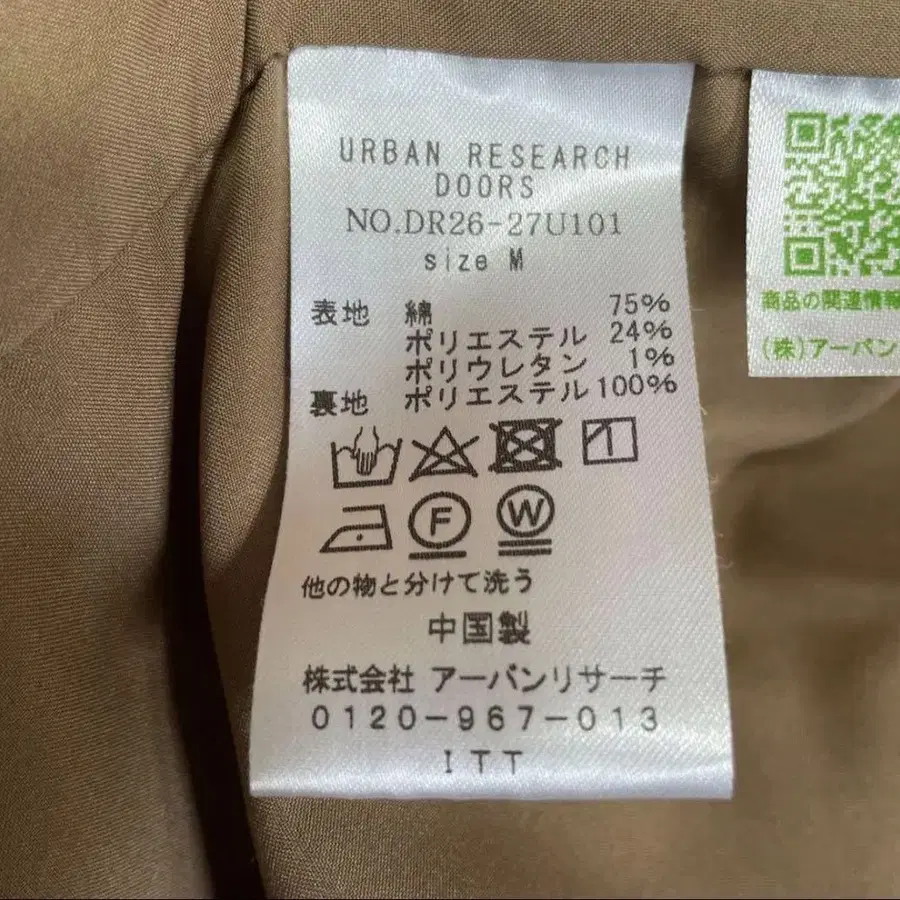 URBAN RESEARCH
DOORS
NO.DR26-27U101
size M
表地 綿 75%
ポリエステル 24%
ポリウレタン 1%
裏地 ポリエステル 100%
F
W
他の物と分けて洗う
中国製
株式会社 アーバンリサーチ
0120-967-013
ITT
商品の関連情報
(株)アーバン